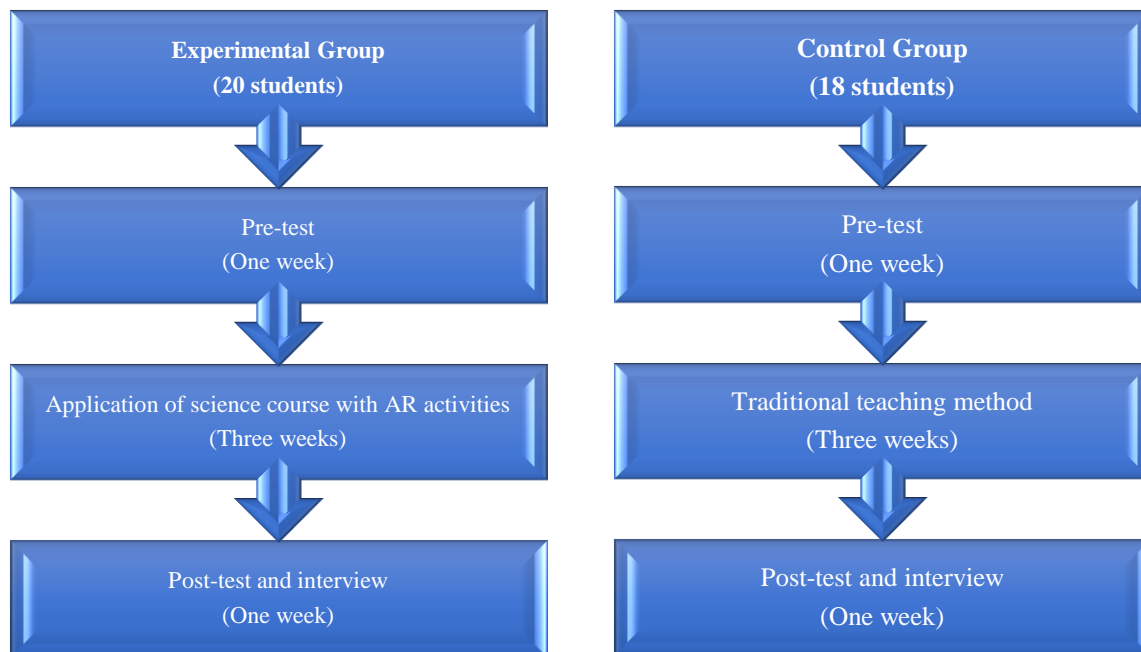 Experimental Group
(20 students)
Pre-test
(One week)
Application of science course with AR activities
(Three weeks)
Post-test and interview
(One week)
Control Group
(18 students)
Pre-test
(One week)
Traditional teaching method
(Three weeks)
Post-test and interview
(One week)